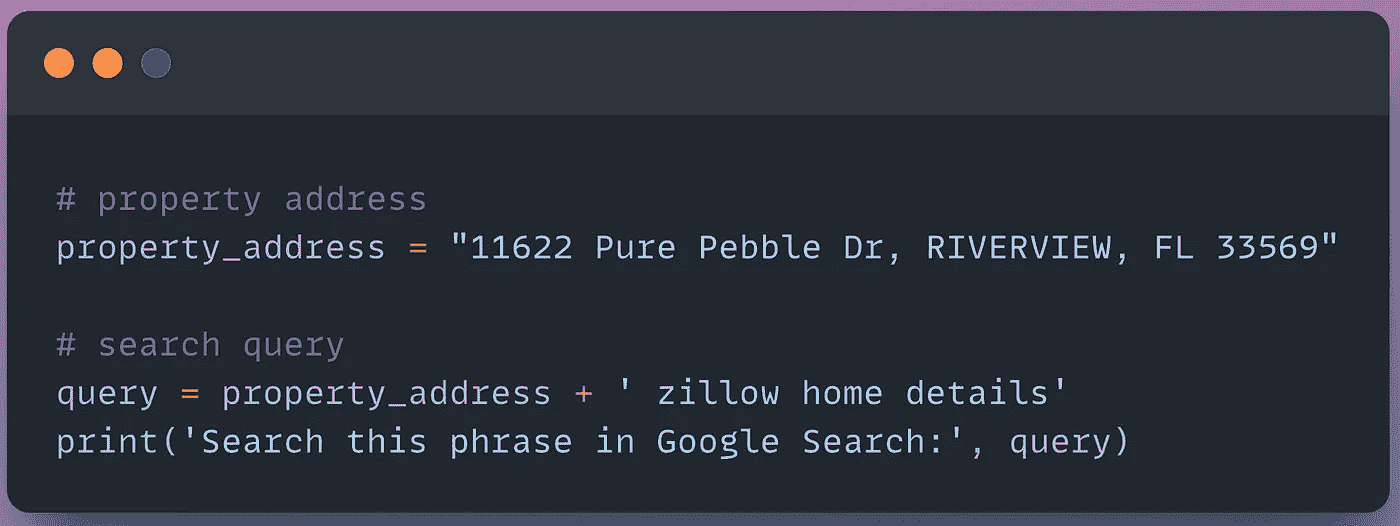 # property address
property_address = "11622 Pure Pebble Dr, RIVERVIEW, FL 33569"
# search query
query = property_address + ' zillow home details'
print('Search this phrase in Google Search:', query)